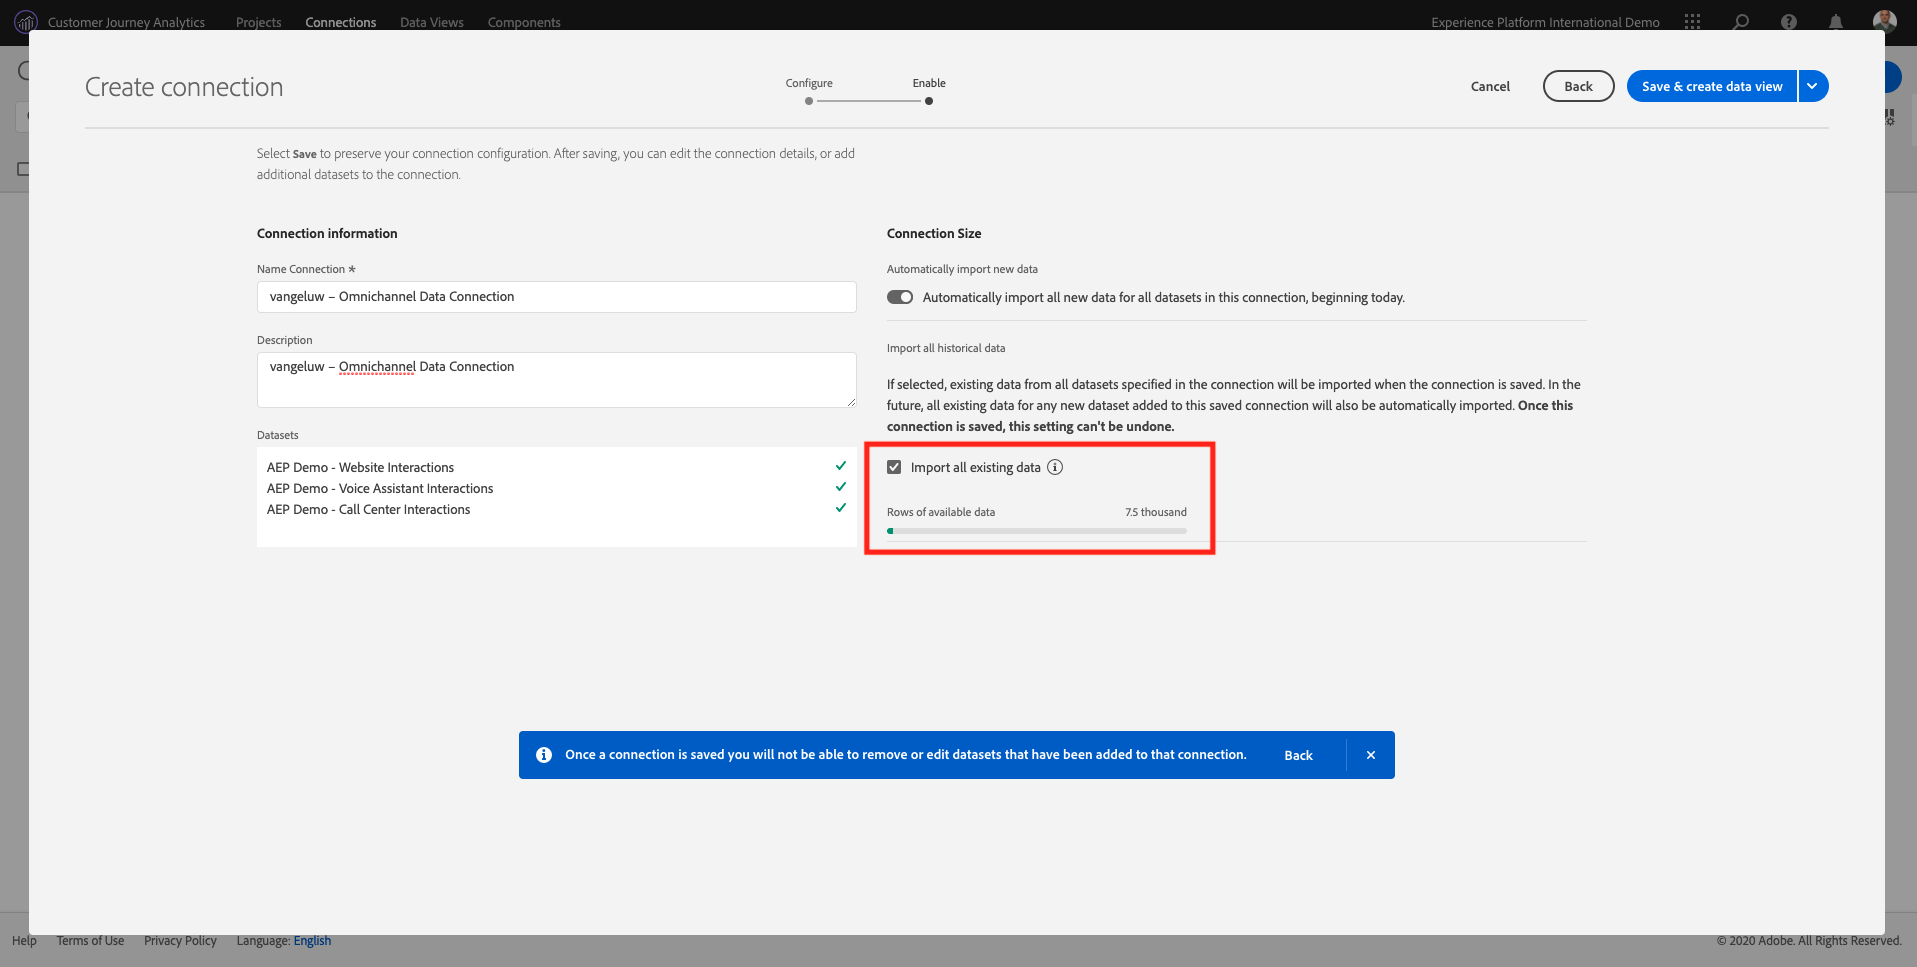 Customer Journey Analytics Projects Connections Data Views Components Experience Platform International Demo
Create connection
Configure Enable
Cancel Back Save & create data view
Select Save to preserve your connection configuration. After saving, you can edit the connection details, or add
additional datasets to the connection.
Connection information
Name Connection *
vangeluw – Omnichannel Data Connection
Description
vangeluw – Omnichannel Data Connection
Datasets
AEP Demo - Website Interactions
AEP Demo - Voice Assistant Interactions
AEP Demo - Call Center Interactions
Connection Size
Automatically import new data
Automatically import all new data for all datasets in this connection, beginning today.
Import all historical data
If selected, existing data from all datasets specified in the connection will be imported when the connection is saved. In the
future, all existing data for any new dataset added to this saved connection will also be automatically imported. Once this
connection is saved, this setting can't be undone.
Import all existing data
Rows of available data 7.5 thousand
Once a connection is saved you will not be able to remove or edit datasets that have been added to that connection. Back
Help Terms of Use Privacy Policy Language: English © 2020 Adobe. All Rights Reserved.